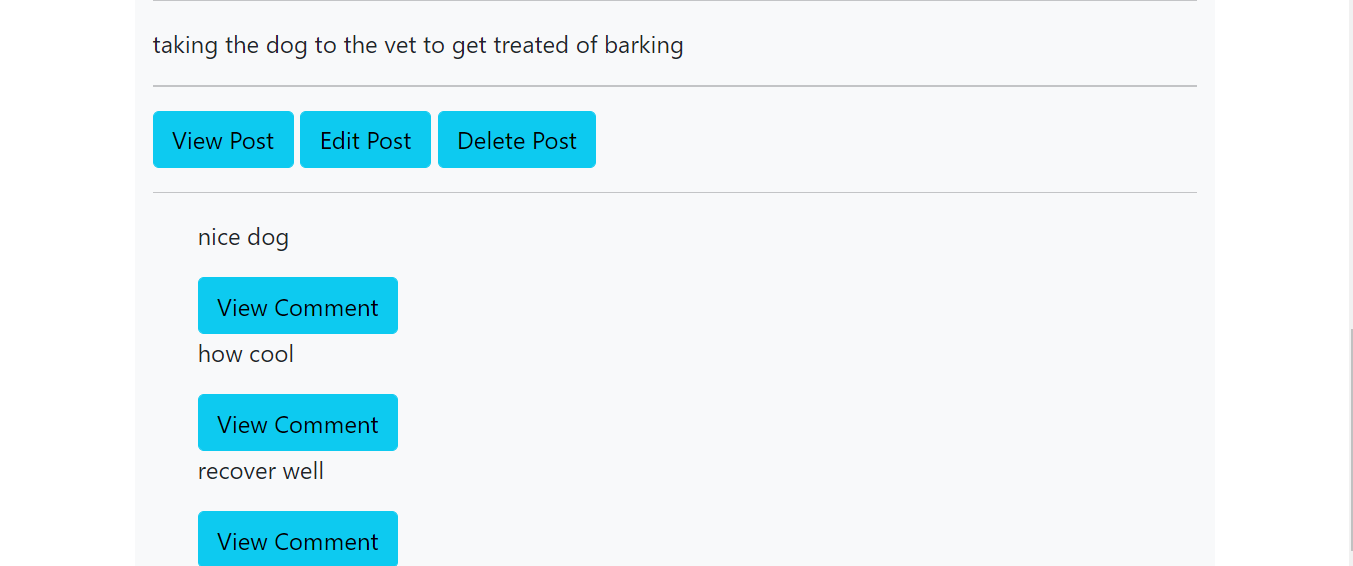 taking the dog to the vet to get treated of barking
View Post Edit Post Delete Post
nice dog
View Comment
how cool
View Comment
recover well
View Comment